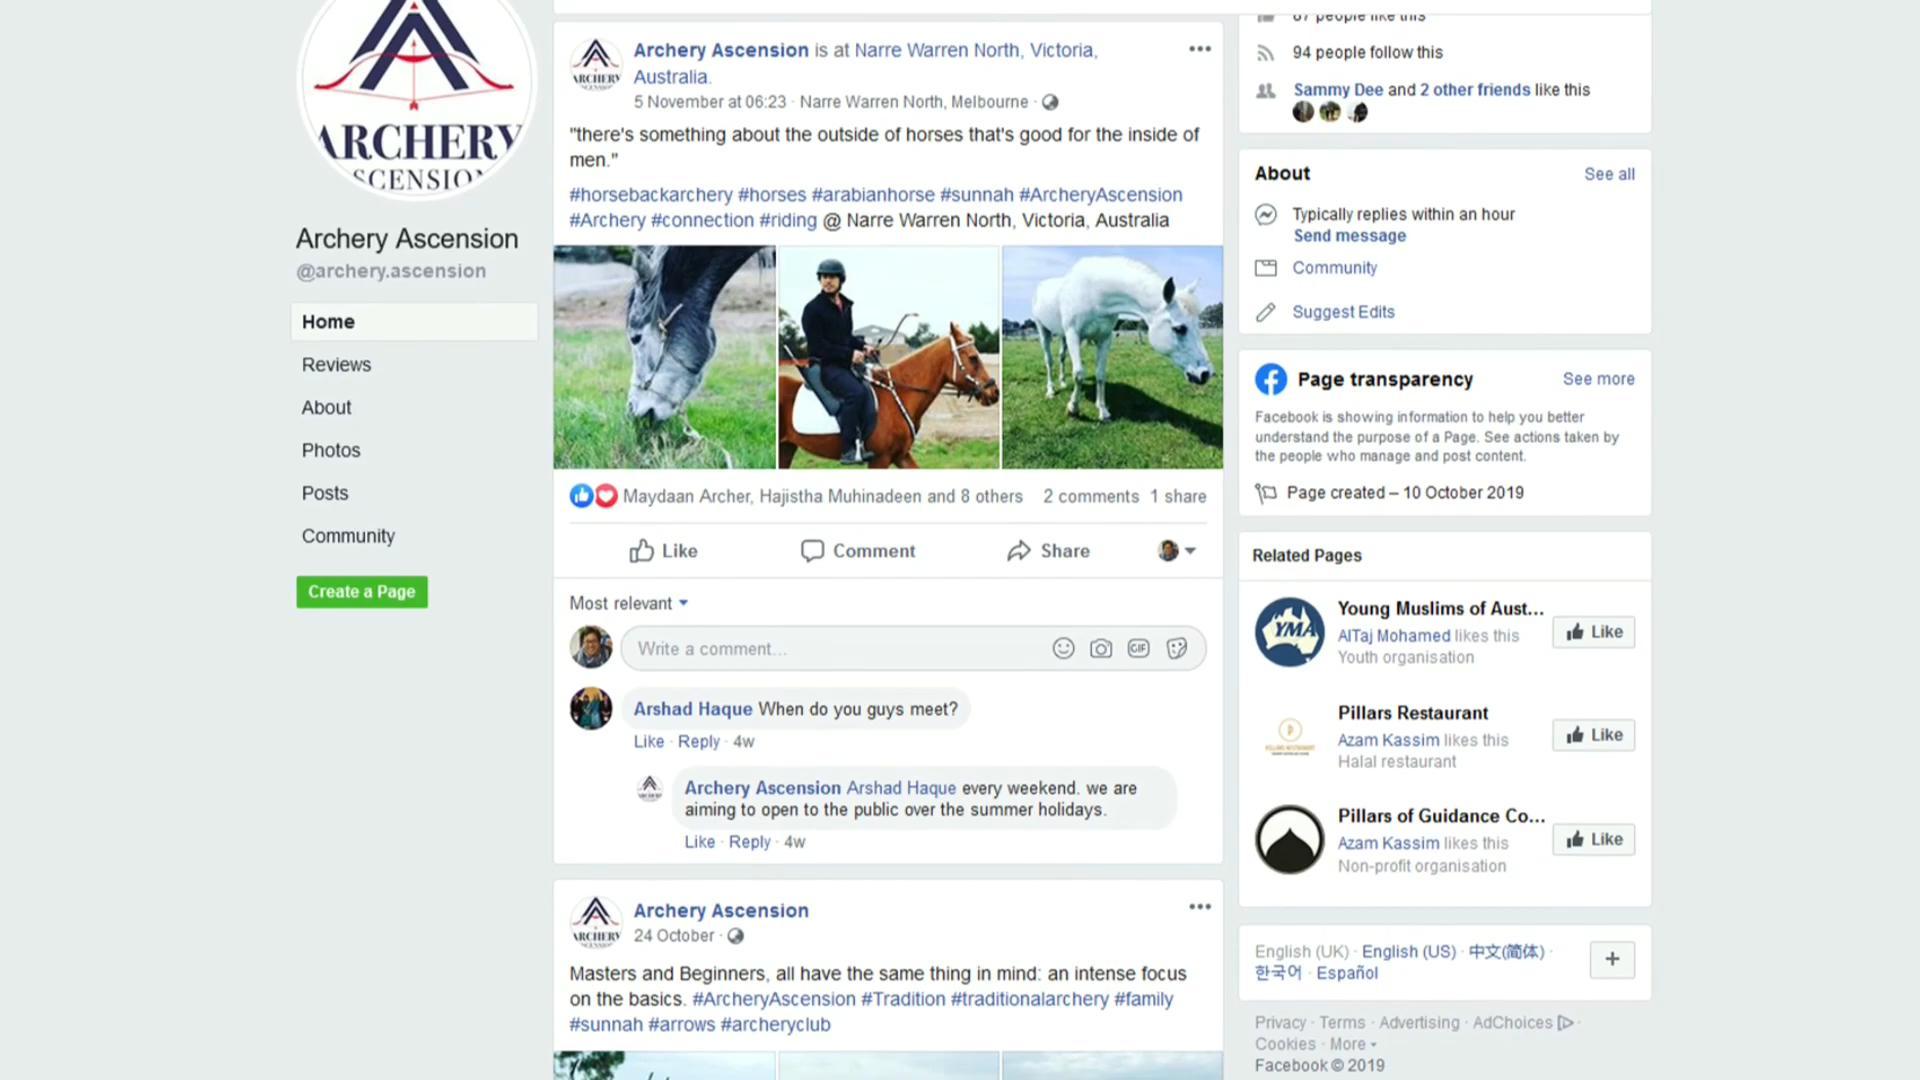 ARCHERY
ASCENSION
Archery Ascension
@archery.ascension
Home
Reviews
About
Photos
Posts
Community
Create a Page
Archery Ascension is at Narre Warren North, Victoria,
Australia.
5 November at 06:23 · Narre Warren North, Melbourne ·
"there's something about the outside of horses that's good for the inside of
men."
#horsebackarchery #horses #arabianhorse #sunnah #ArcheryAscension
#Archery #connection #riding @ Narre Warren North, Victoria, Australia
Maydaan Archer, Hajistha Muhinadeen and 8 others 2 comments 1 share
Like Comment Share
Most relevant
Write a comment...
GIF
Arshad Haque When do you guys meet?
Like · Reply · 4w
Archery Ascension Arshad Haque every weekend. we are
aiming to open to the public over the summer holidays.
Like · Reply · 4w
ARCHERY
Archery Ascension
24 October ·
Masters and Beginners, all have the same thing in mind: an intense focus
on the basics. #ArcheryAscension #Tradition #traditionalarchery #family
#sunnah #arrows #archeryclub
87 people like this
94 people follow this
Sammy Dee and 2 other friends like this
About See all
Typically replies within an hour
Send message
Community
Suggest Edits
Page transparency See more
Facebook is showing information to help you better
understand the purpose of a Page. See actions taken by
the people who manage and post content.
Page created – 10 October 2019
Related Pages
YMA
Young Muslims of Aust...
AlTaj Mohamed likes this
Youth organisation
Like
Pillars Restaurant
Azam Kassim likes this
Halal restaurant
Like
Pillars of Guidance Co...
Azam Kassim likes this
Non-profit organisation
Like
English (UK) · English (US) · 中文(简体) ·
한국어 · Español
Privacy · Terms · Advertising · AdChoices ·
Cookies · More
Facebook © 2019